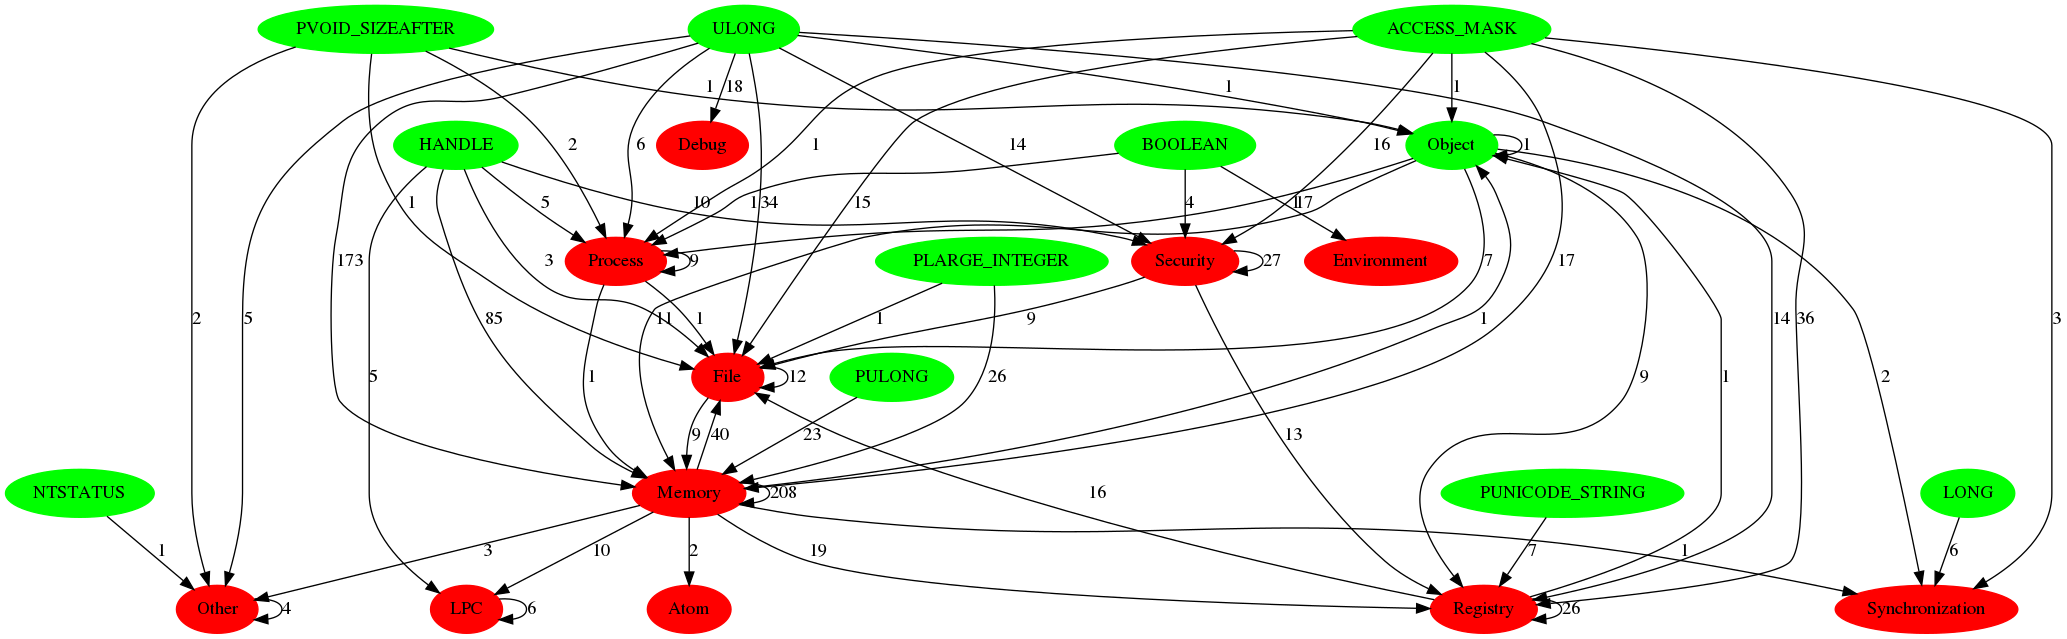 PVOID_SIZEAFTER ULONG ACCESS_MASK
1 18 1 1
HANDLE Debug BOOLEAN Object
2 6 14 1 16 1
1 5 10 1 34 15 4 1 17
Process PLARGE_INTEGER Security Environment
173 3 9 27 7 17
2 5 85 11 1 1 9 1 14 36 3
File PULONG
5 1 12 26 9 1 2
9 40 23 16 13
NTSTATUS Memory PUNICODE_STRING LONG
208
1 3 10 2 19 7 1 6
Other LPC Atom Registry Synchronization
4 6 26